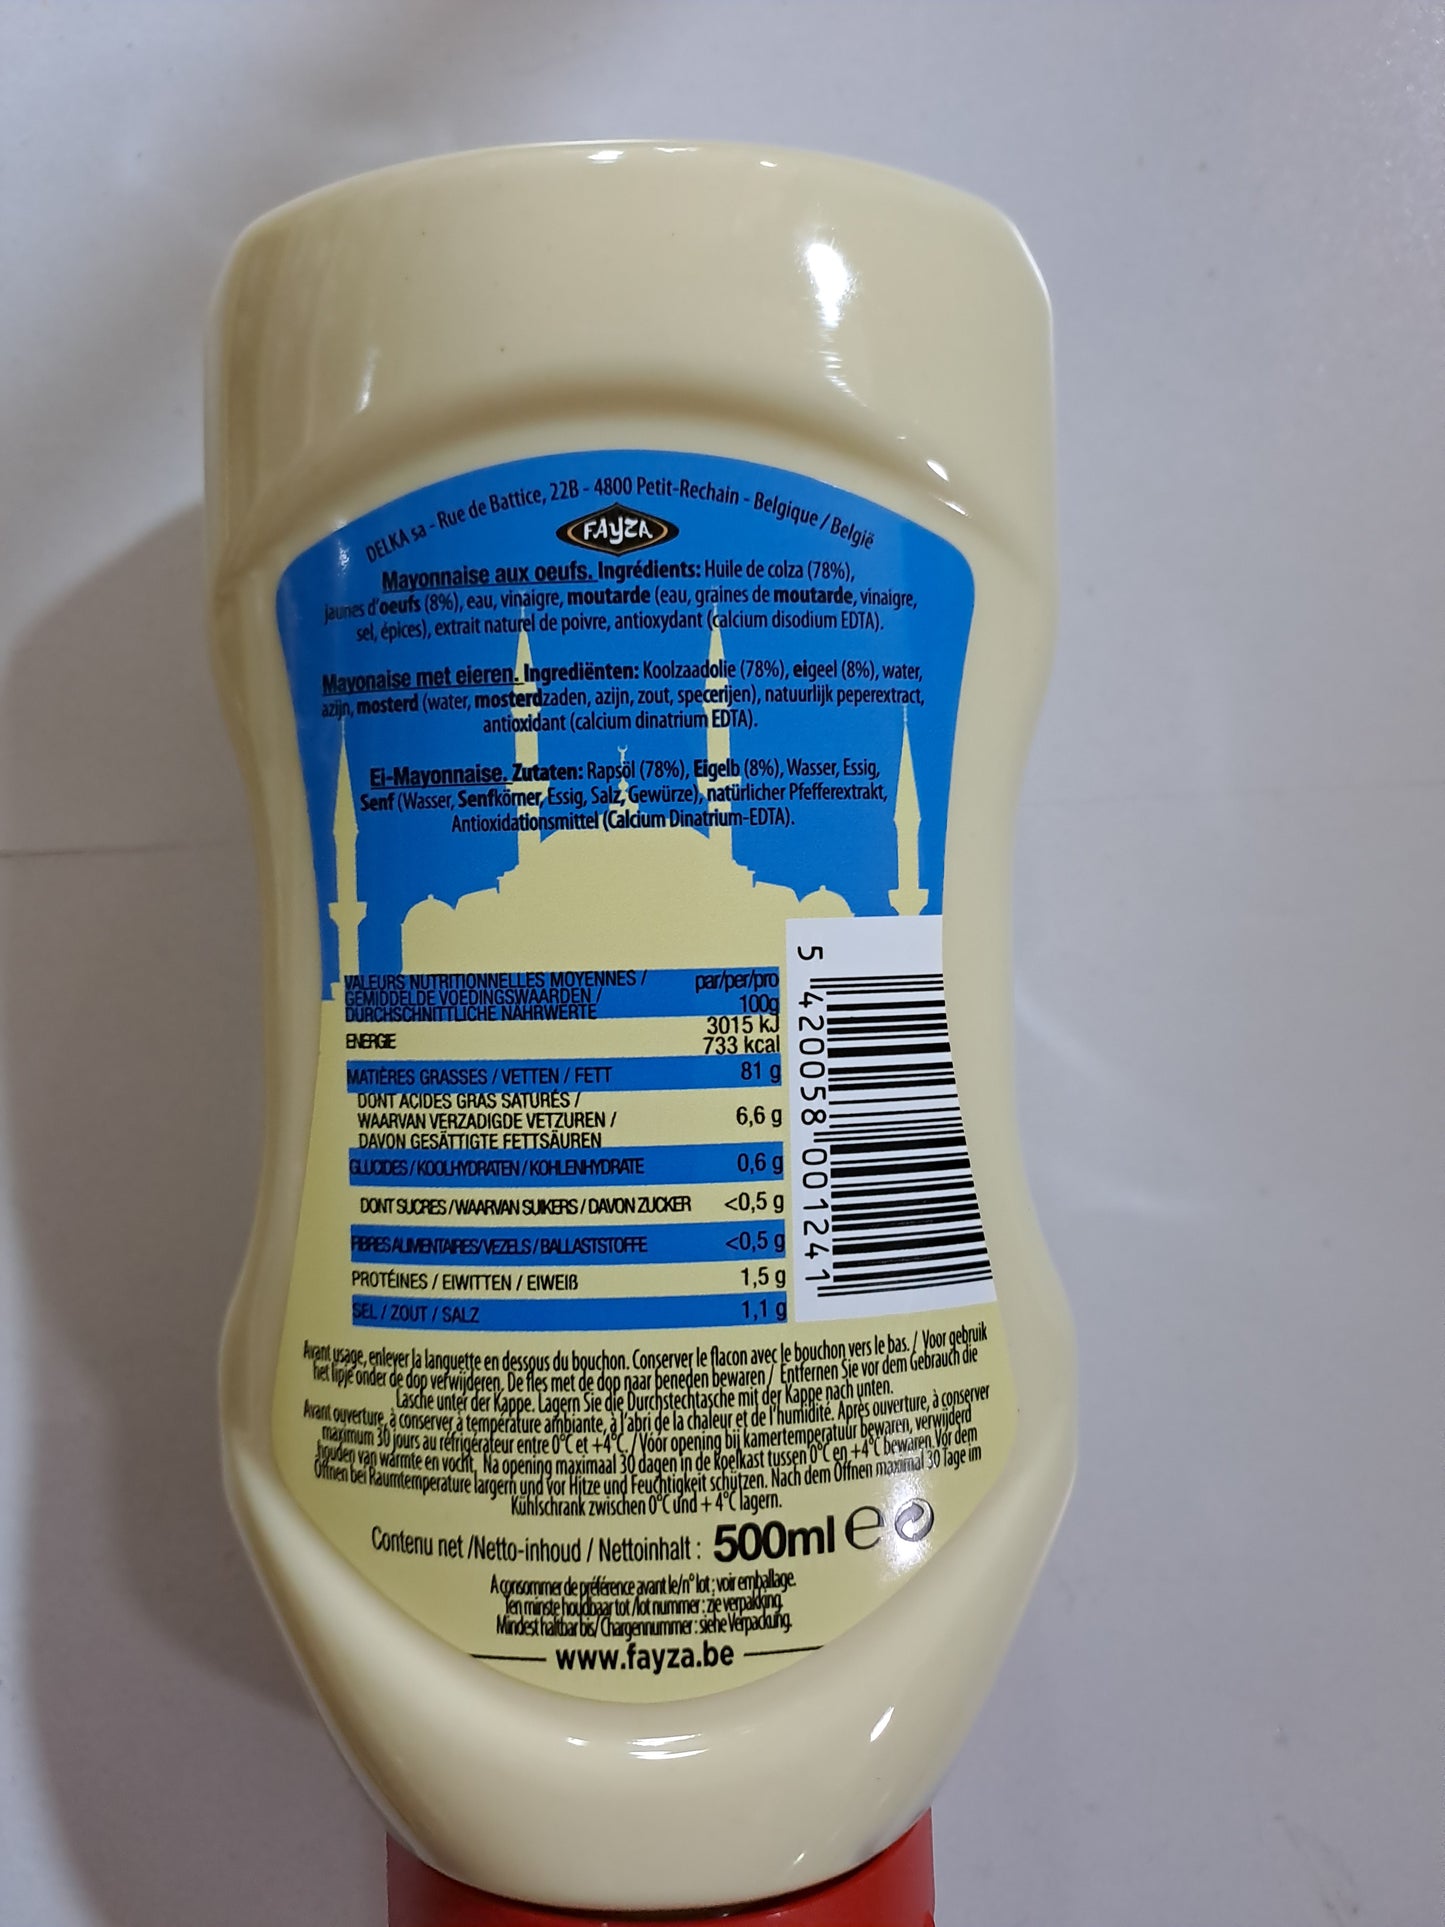 DELKA sa - Rue de Battice, 22B - 4800 Petit-Rechain - Belgique / België
FAYZA
Mayonnaise aux oeufs. Ingrédients: Huile de colza (78%),
jaunes d'oeufs (8%), eau, vinaigre, moutarde (eau, graines de moutarde, vinaigre,
sel, épices), extrait naturel de poivre, antioxydant (calcium disodium EDTA).
Mayonaise met eieren. Ingrediënten: Koolzaadolie (78%), eigeel (8%), water,
azijn, mosterd (water, mosterdzaden, azijn, zout, specerijen), natuurlijk peperextract,
antioxidant (calcium dinatrium EDTA).
Ei-Mayonnaise. Zutaten: Rapsöl (78%), Eigelb (8%), Wasser, Essig,
Senf (Wasser, Senfkörner, Essig, Salz, Gewürze), natürlicher Pfefferextrakt,
Antioxidationsmittel (Calcium Dinatrium-EDTA).
VALEURS NUTRITIONNELLES MOYENNES /
GEMIDDELDE VOEDINGSWAARDEN /
DURCHSCHNITTLICHE NÄHRWERTE
par/per/pro
100g
ENERGIE
3015 kJ
733 kcal
MATIÈRES GRASSES / VETTEN / FETT 81 g
DONT ACIDES GRAS SATURÉS /
WAARVAN VERZADIGDE VETZUREN /
DAVON GESÄTTIGTE FETTSÄUREN
6,6 g
GLUCIDES / KOOLHYDRATEN / KOHLENHYDRATE 0,6 g
DONT SUCRES / WAARVAN SUIKERS / DAVON ZUCKER <0,5 g
FIBRES ALIMENTAIRES/VEZELS / BALLASTSTOFFE <0,5 g
PROTÉINES / EIWITTEN / EIWEIß 1,5 g
SEL / ZOUT / SALZ 1,1 g
5 420058 001241
Avant usage, enlever la languette en dessous du bouchon. Conserver le flacon avec le bouchon vers le bas. / Voor gebruik
het lipje onder de dop verwijderen. De fles met de dop naar beneden bewaren / Entfernen Sie vor dem Gebrauch die
Lasche unter der Kappe. Lagern Sie die Durchstechtasche mit der Kappe nach unten.
Avant ouverture, à conserver à température ambiante, à l'abri de la chaleur et de l'humidité. Après ouverture, à conserver
maximum 30 jours au réfrigérateur entre 0°C et +4°C. / Vóór opening bij kamertemperatuur bewaren, verwijderd
houden van warmte en vocht. Na opening maximaal 30 dagen in de koelkast tussen 0°C en +4°C bewaren. Vor dem
Öffnen bei Raumtemperature largern und vor Hitze und Feuchtigkeit schützen. Nach dem Öffnen maximal 30 Tage im
Kühlschrank zwischen 0°C und + 4°C lagern.
Contenu net /Netto-inhoud / Nettoinhalt : 500ml e
A consommer de préférence avant le/n° lot : voir emballage.
Ten minste houdbaar tot /lot nummer : zie verpakking.
Mindest haltbar bis/ Chargennummer : siehe Verpackung.
www.fayza.be